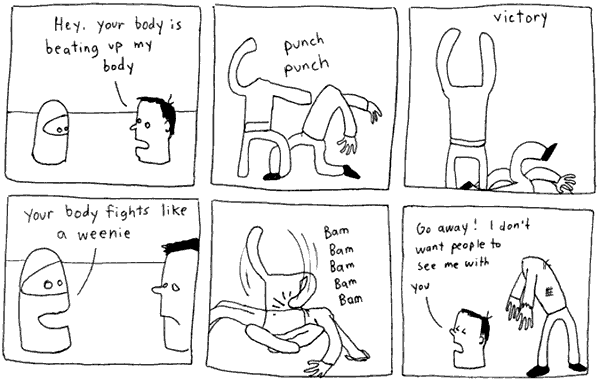 Hey. your body is
beating up my
body
punch
punch
victory
your body fights like
a weenie
Bam
Bam
Bam
Bam
Bam
Go away! I don't
want people to
see me with
you